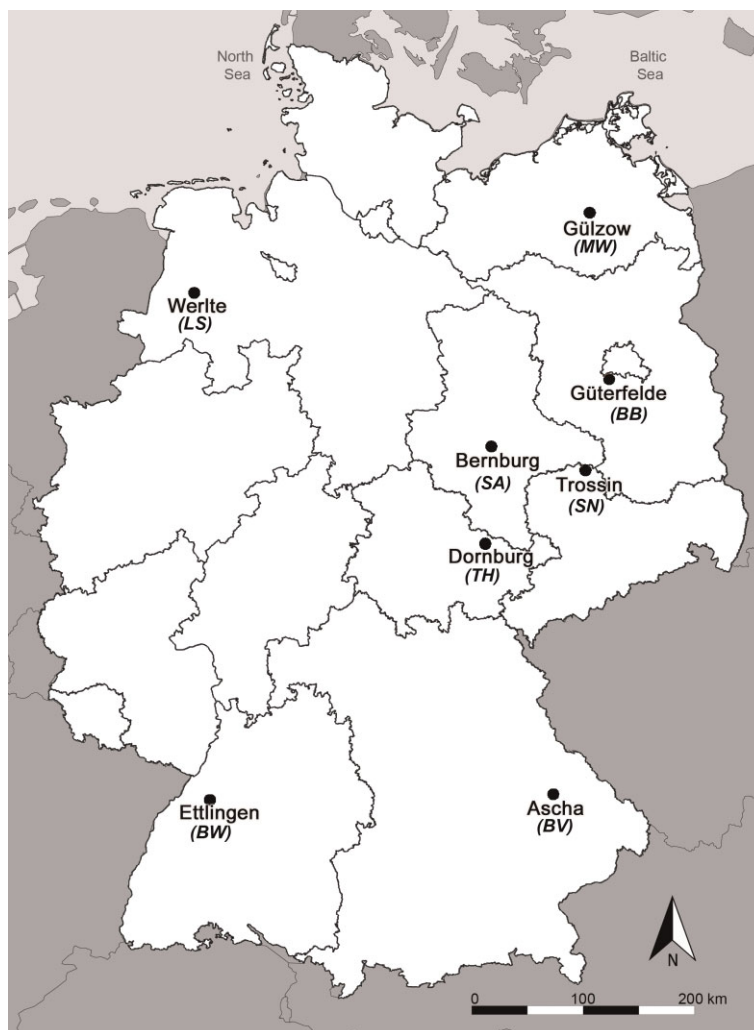 North
Sea
Baltic
Sea
Gülzow
(MW)
Werlte
(LS)
Güterfelde
(BB)
Bernburg
(SA)
Trossin
(SN)
Dornburg
(TH)
Ettlingen
(BW)
Ascha
(BV)
N
0 100 200 km